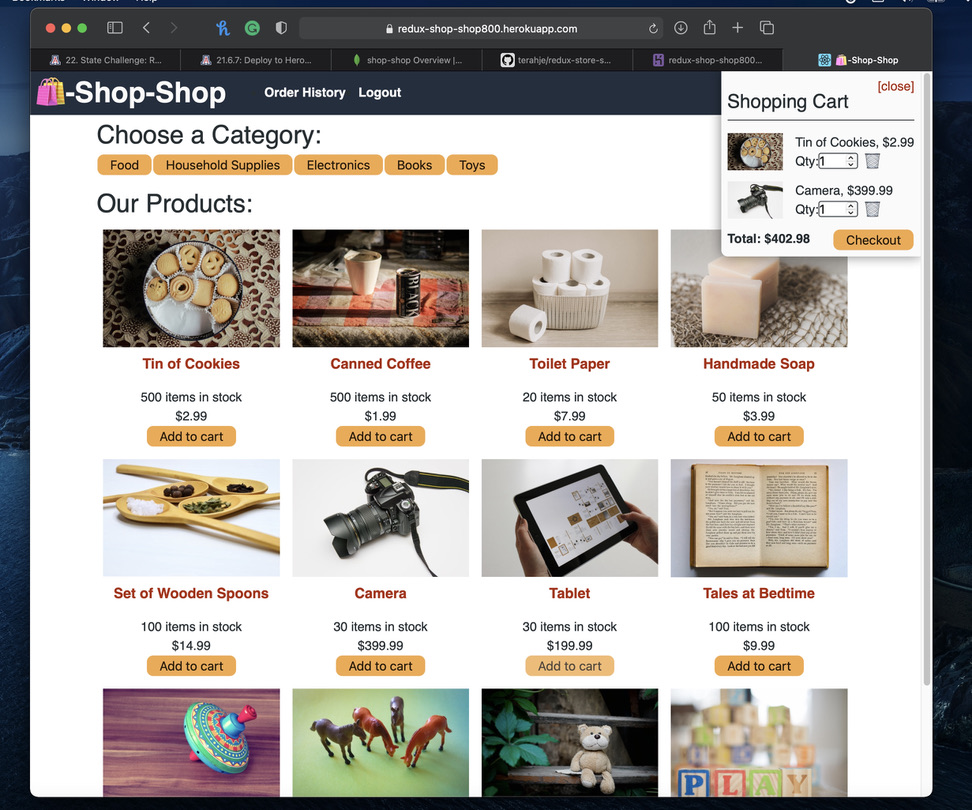 Bookmarks Window Help
redux-shop-shop800.herokuapp.com
22. State Challenge: R...
21.6.7: Deploy to Hero...
shop-shop Overview |...
terahje/redux-store-s...
redux-shop-shop800...
-Shop-Shop
-Shop-Shop
Order History Logout
[close]
Shopping Cart
Tin of Cookies, $2.99
Qty: 1
Camera, $399.99
Qty: 1
Total: $402.98 Checkout
Choose a Category:
Food Household Supplies Electronics Books Toys
Our Products:
BLACK
Tin of Cookies Canned Coffee Toilet Paper Handmade Soap
500 items in stock 500 items in stock 20 items in stock 50 items in stock
$2.99 $1.99 $7.99 $3.99
Add to cart Add to cart Add to cart Add to cart
Set of Wooden Spoons Camera Tablet Tales at Bedtime
100 items in stock 30 items in stock 30 items in stock 100 items in stock
$14.99 $399.99 $199.99 $9.99
Add to cart Add to cart Add to cart Add to cart
PLAY